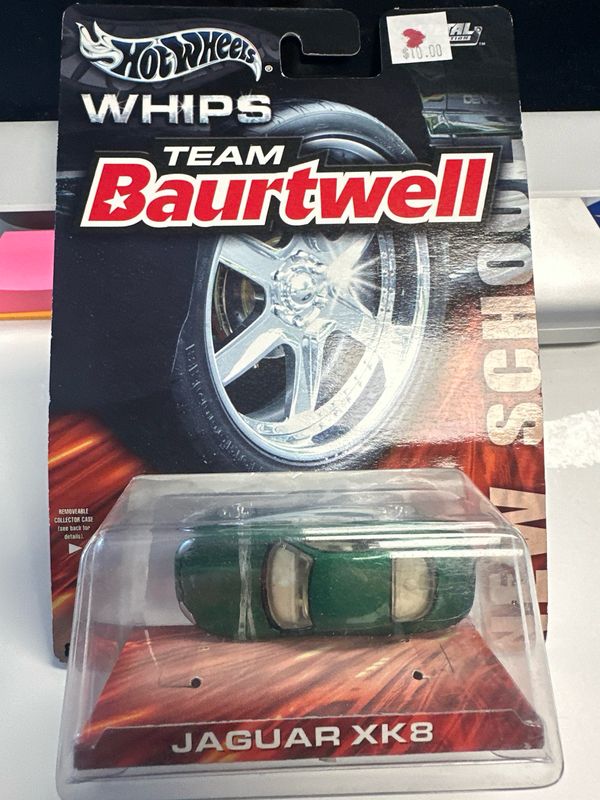 HOT WHEELS
®
$10.00
WHIPS
TEAM
Baurtwell
NEW SCHOOL
REMOVEABLE
COLLECTOR CASE
(see back for
details).
JAGUAR XK8